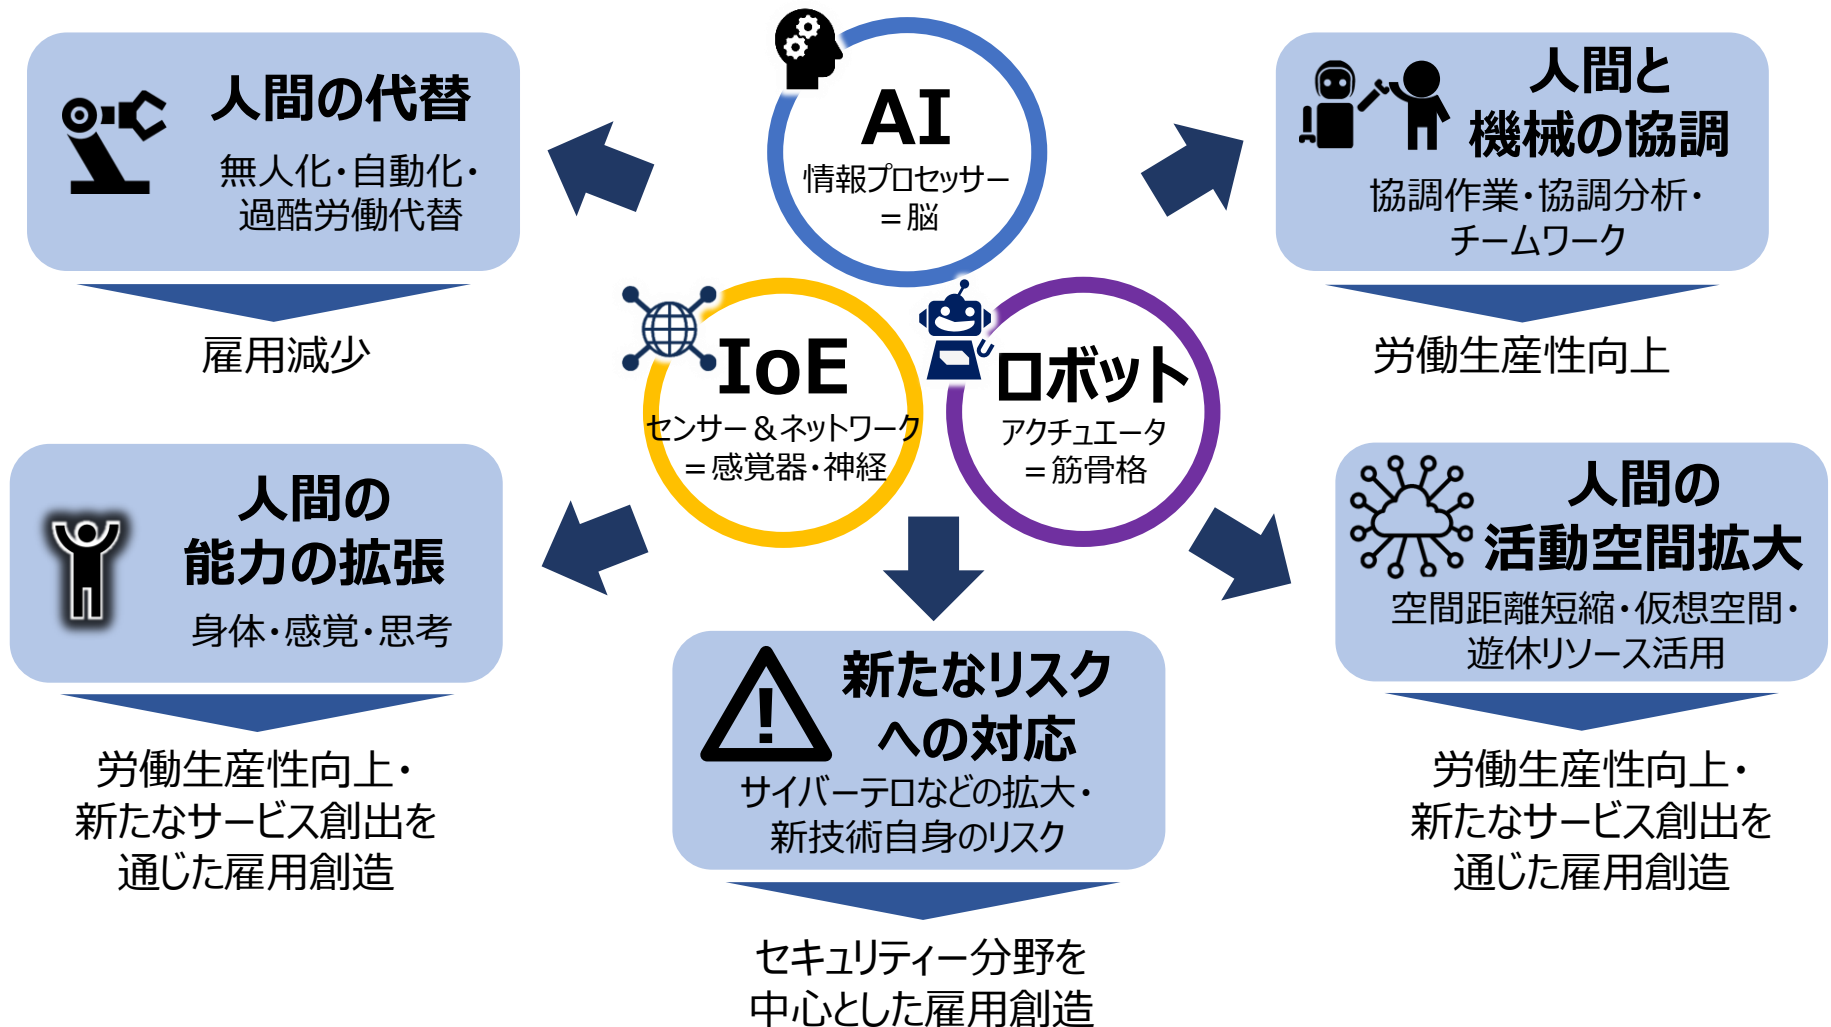 人間の代替
無人化・自動化・
過酷労働代替
雇用減少
AI
情報プロセッサー
＝脳
人間と
機械の協調
協調作業・協調分析・
チームワーク
労働生産性向上
IoE
センサー＆ネットワーク
＝感覚器・神経
ロボット
アクチュエータ
＝筋骨格
人間の
能力の拡張
身体・感覚・思考
労働生産性向上・
新たなサービス創出を
通じた雇用創造
新たなリスク
への対応
サイバーテロなどの拡大・
新技術自身のリスク
セキュリティー分野を
中心とした雇用創造
人間の
活動空間拡大
空間距離短縮・仮想空間・
遊休リソース活用
労働生産性向上・
新たなサービス創出を
通じた雇用創造